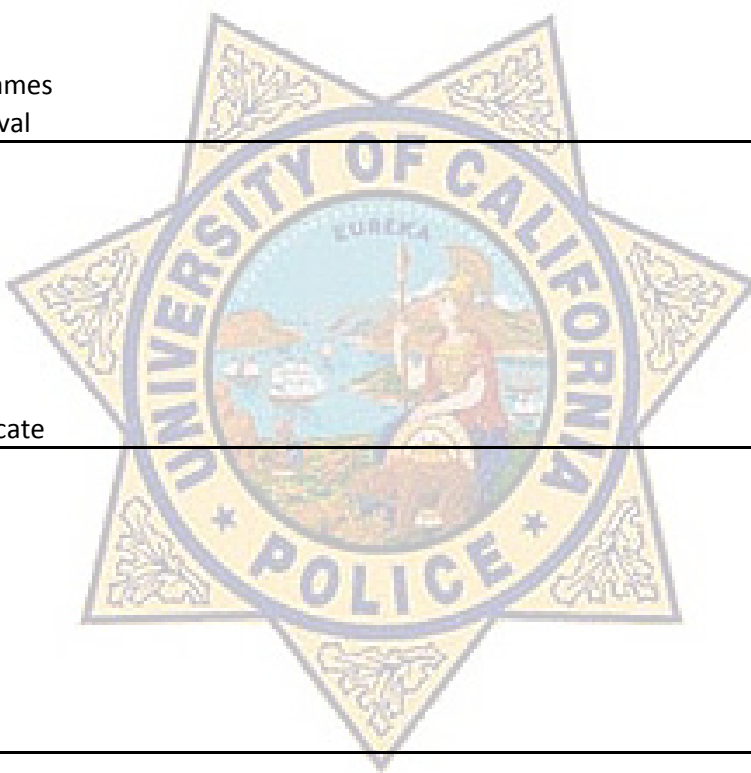 ames
val
UNIVERSITY OF CALIFORNIA
EUREKA
cate
★ POLICE ★